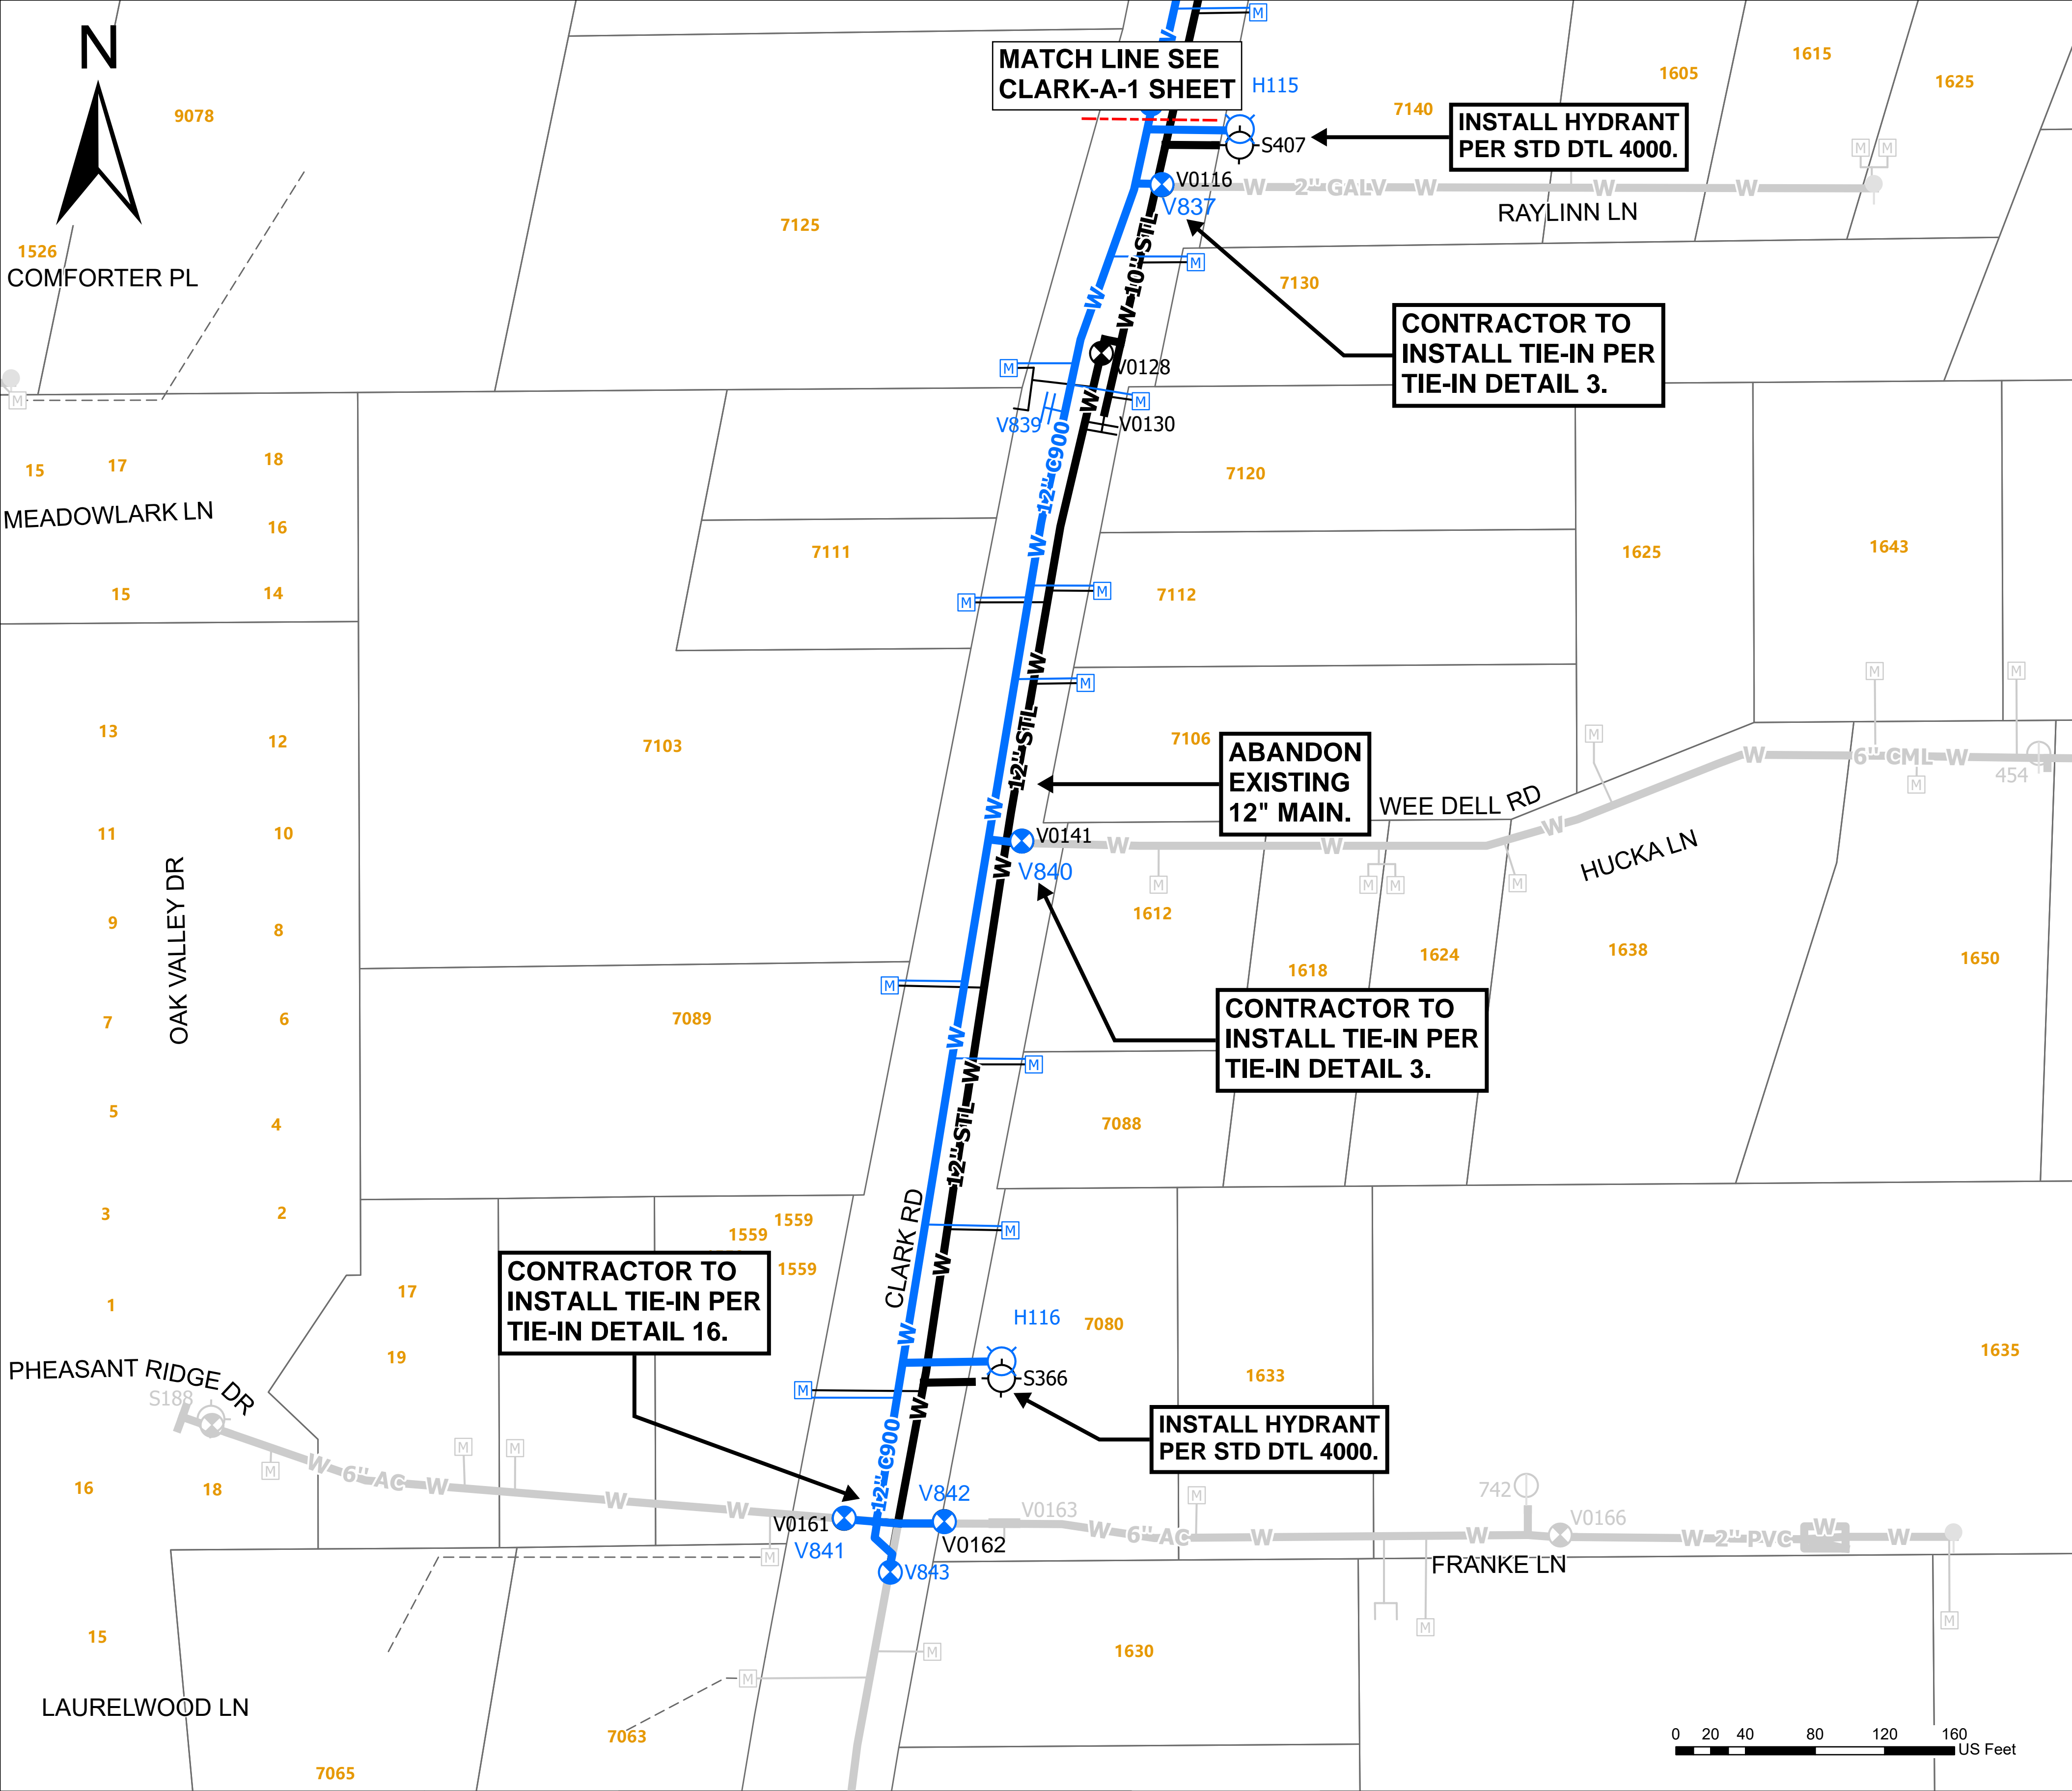 N
MATCH LINE SEE
CLARK-A-1 SHEET
M
H115
9078
7140
1605
1615
1625
INSTALL HYDRANT
PER STD DTL 4000.
S407
M M
V0116
V837
W 2" GALV W W W
RAYLINN LN
7125
1526
COMFORTER PL
W 10" STL
M
7130
CONTRACTOR TO
INSTALL TIE-IN PER
TIE-IN DETAIL 3.
W
W
M
V0128
M
M
V839
V0130
W
12" C900
15
17
18
MEADOWLARK LN
16
15
14
7120
7111
W
1625
1643
M
M
7112
W
M
M
M
13
12
7103
12" STL
7106
ABANDON
EXISTING
12" MAIN.
M
W 6" CML W
454
M
WEE DELL RD
W
V0141
W
W
W
HUCKA LN
V840
W
M
M M
M
11
10
OAK VALLEY DR
9
8
1612
1618
1624
1638
1650
M
7
6
7089
W
W
M
CONTRACTOR TO
INSTALL TIE-IN PER
TIE-IN DETAIL 3.
5
4
12" STL
7088
3
2
1559
1559
1559
CLARK RD
W
M
CONTRACTOR TO
INSTALL TIE-IN PER
TIE-IN DETAIL 16.
1
17
19
W
H116
7080
S366
1633
1635
PHEASANT RIDGE DR
S188
M
W
INSTALL HYDRANT
PER STD DTL 4000.
M
M
M
16
18
W 6" AC W
W
W
12" C900
V0161
V841
V842
V0162
V0163
M
W 6" AC W
W
742
V0166
W 2" PVC W W
FRANKE LN
M
V843
15
M
M
M
M
1630
LAURELWOOD LN
7063
7065
0 20 40 80 120 160
US Feet